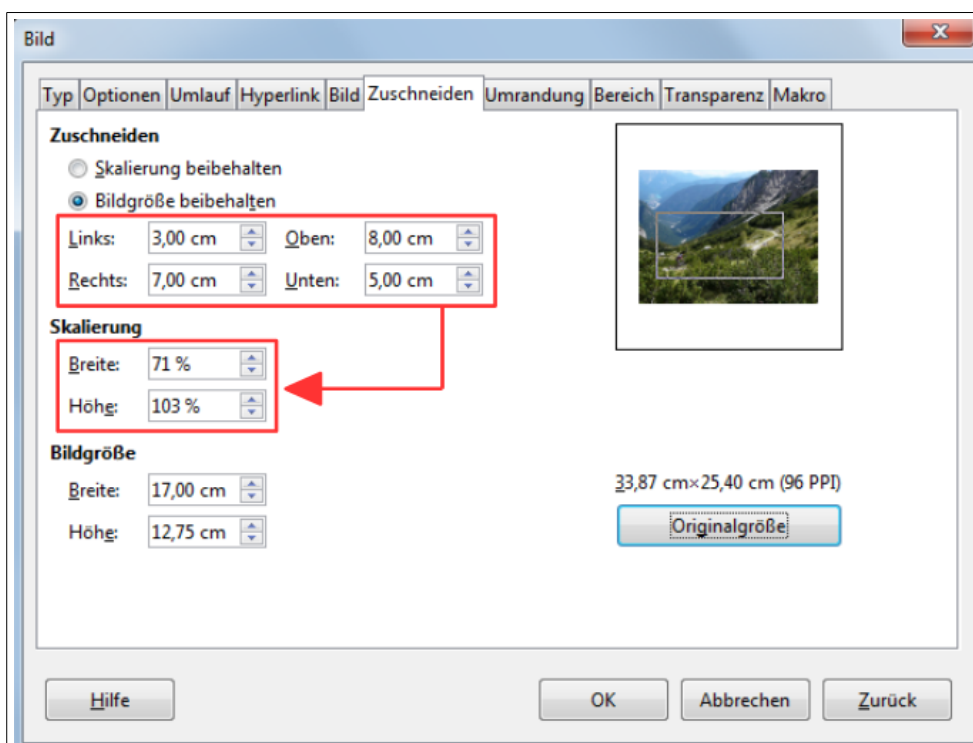 Bild
Typ Optionen Umlauf Hyperlink Bild Zuschneiden Umrandung Bereich Transparenz Makro
Zuschneiden
Skalierung beibehalten
Bildgröße beibehalten
Links: 3,00 cm Oben: 8,00 cm
Rechts: 7,00 cm Unten: 5,00 cm
Skalierung
Breite: 71 %
Höhe: 103 %
Bildgröße
Breite: 17,00 cm
33,87 cm×25,40 cm (96 PPI)
Höhe: 12,75 cm
Originalgröße
Hilfe OK Abbrechen Zurück